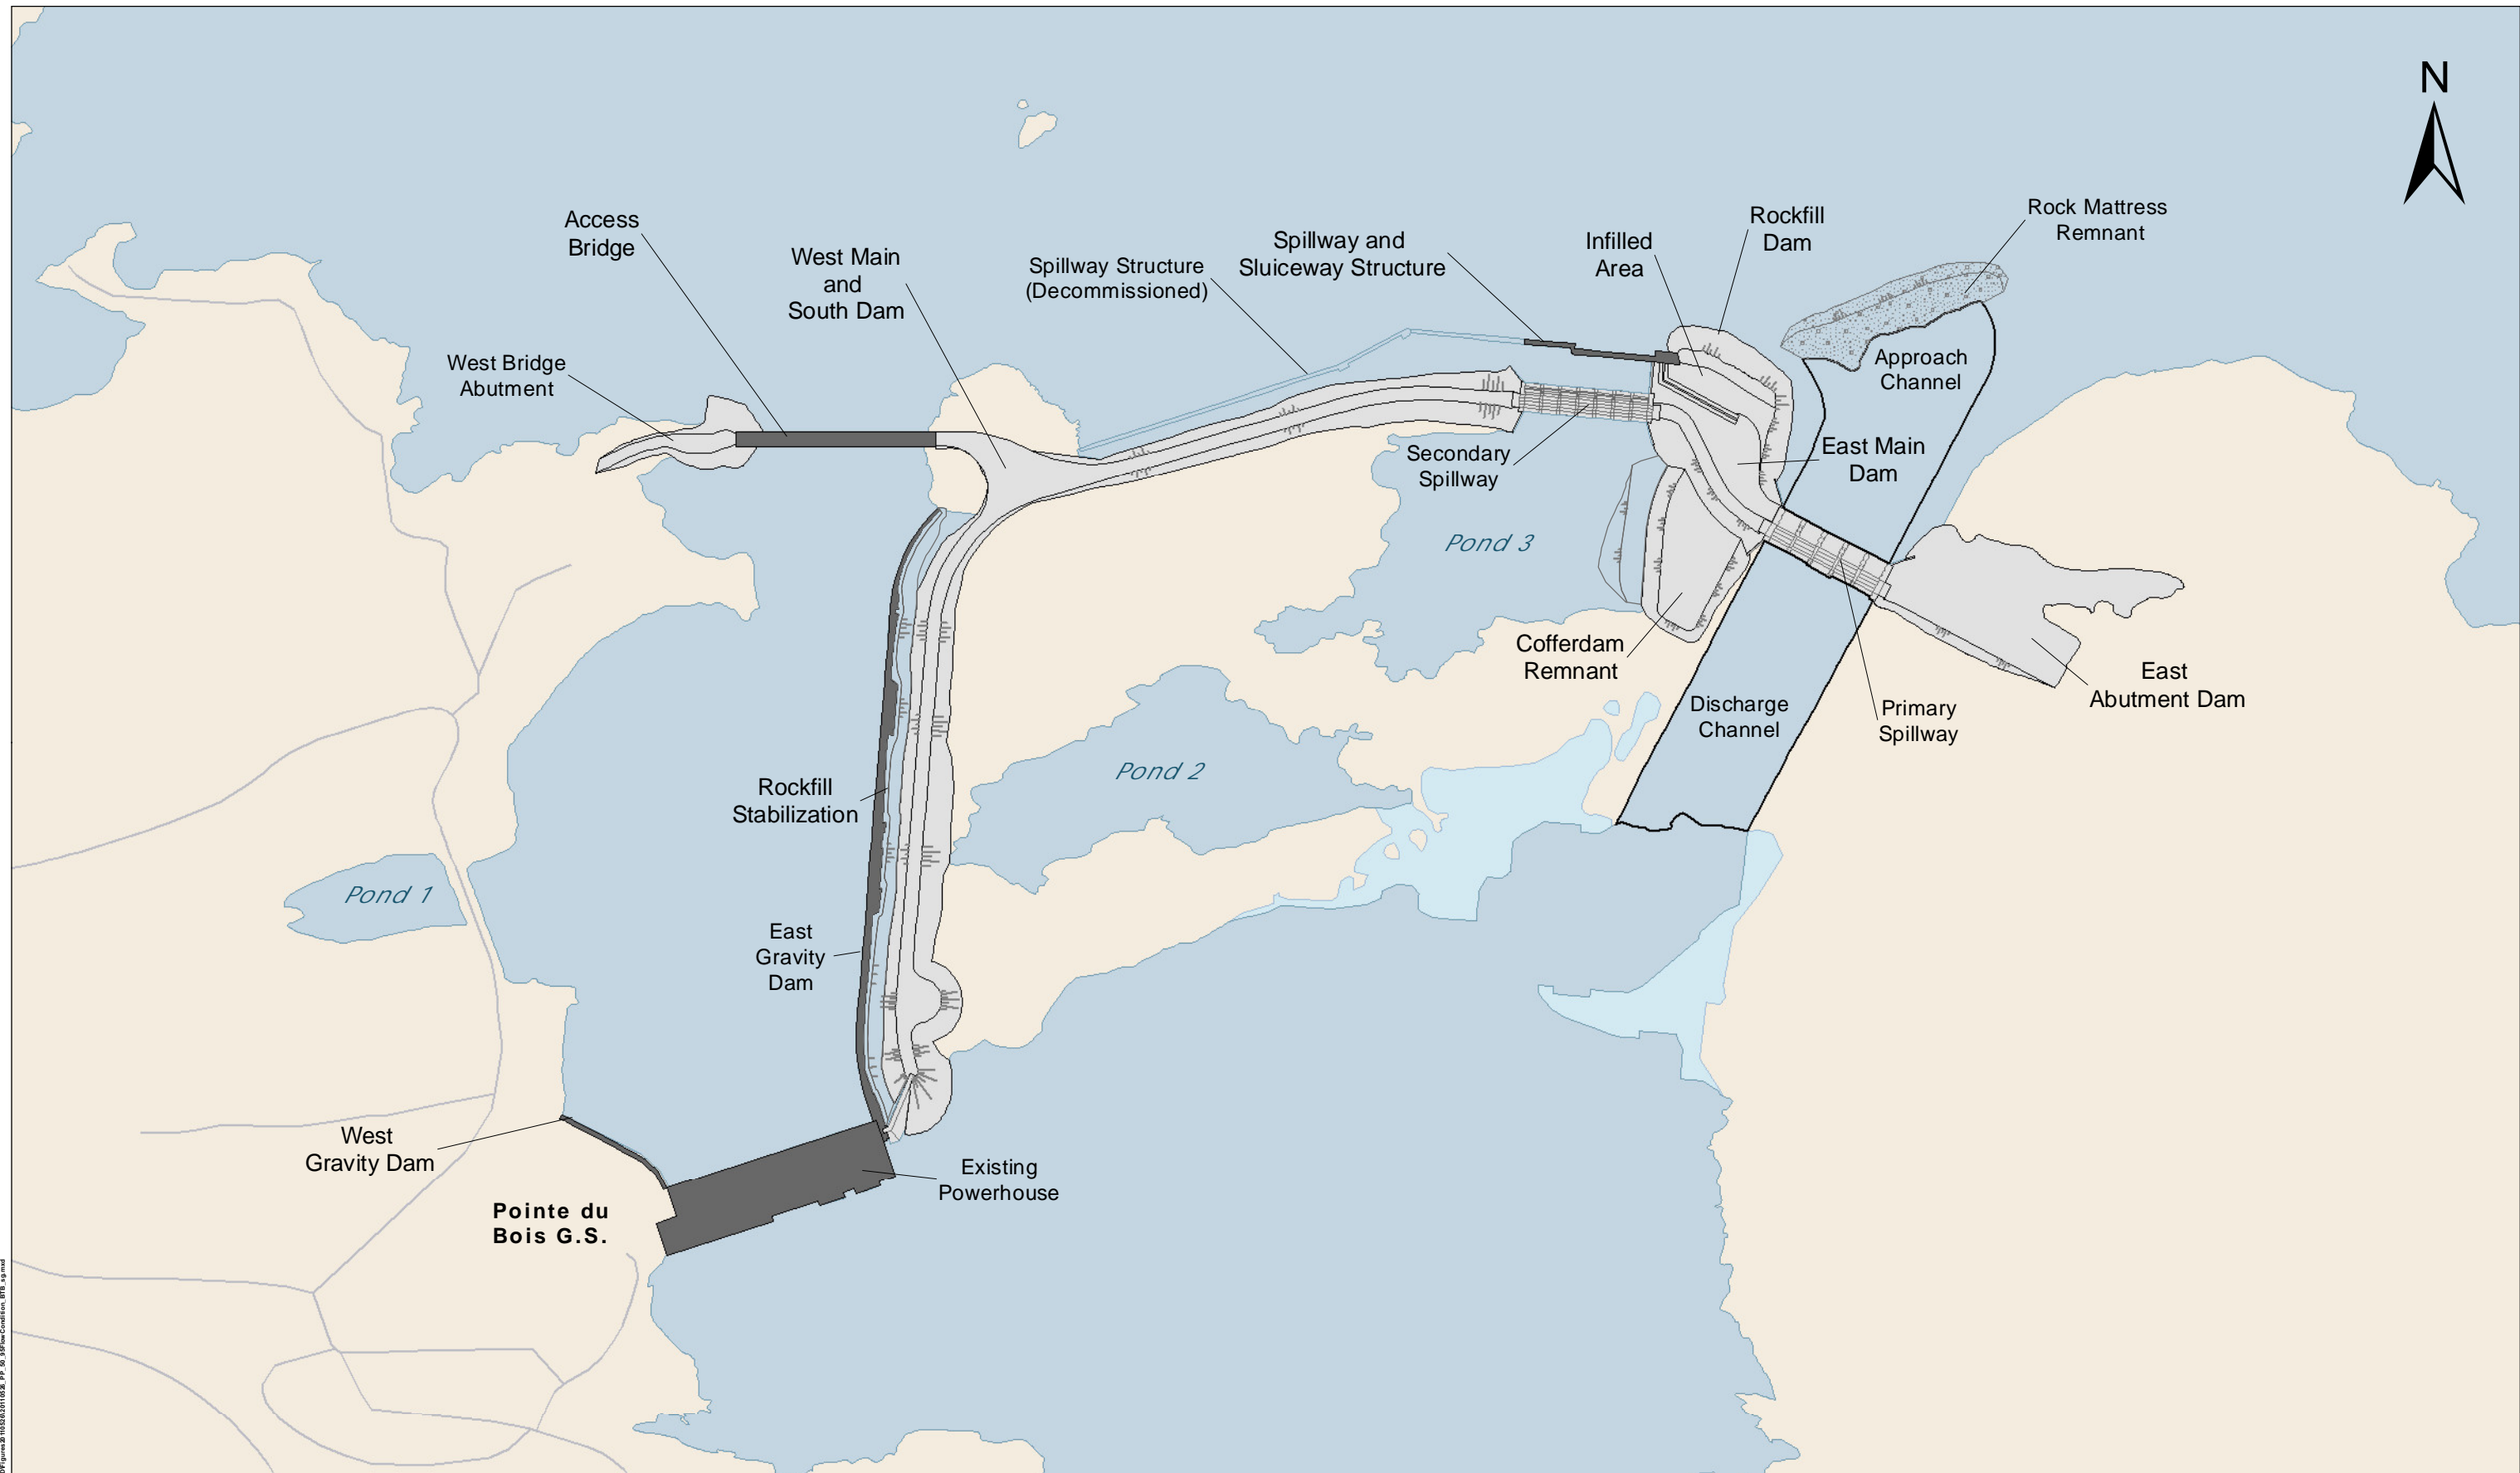 N
Rock Mattress
Remnant
Rockfill
Dam
Access
Bridge
Infilled
Area
Spillway and
Sluiceway Structure
West Main
and
South Dam
Spillway Structure
(Decommissioned)
Approach
Channel
West Bridge
Abutment
East Main
Dam
Secondary
Spillway
Pond 3
Cofferdam
Remnant
East
Abutment Dam
Discharge
Channel
Primary
Spillway
Pond 2
Rockfill
Stabilization
Pond 1
East
Gravity
Dam
West
Gravity Dam
Existing
Powerhouse
Pointe du
Bois G.S.